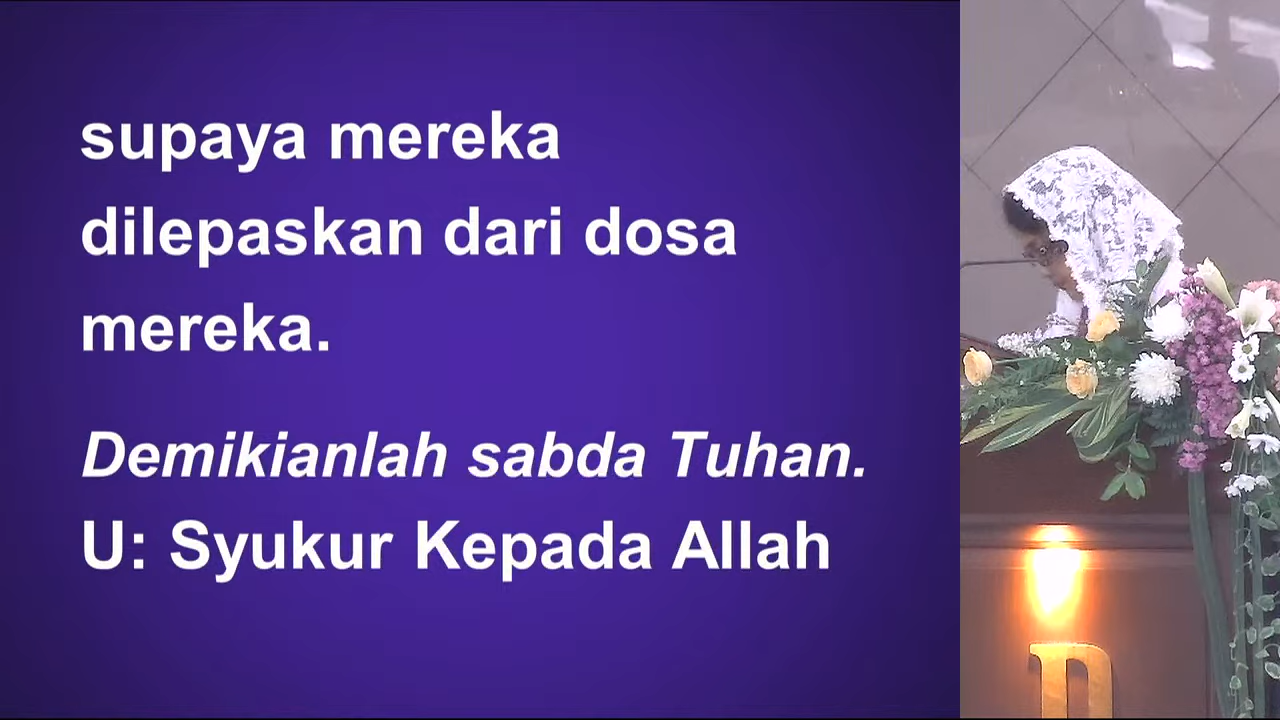 supaya mereka
dilepaskan dari dosa
mereka.
Demikianlah sabda Tuhan.
U: Syukur Kepada Allah